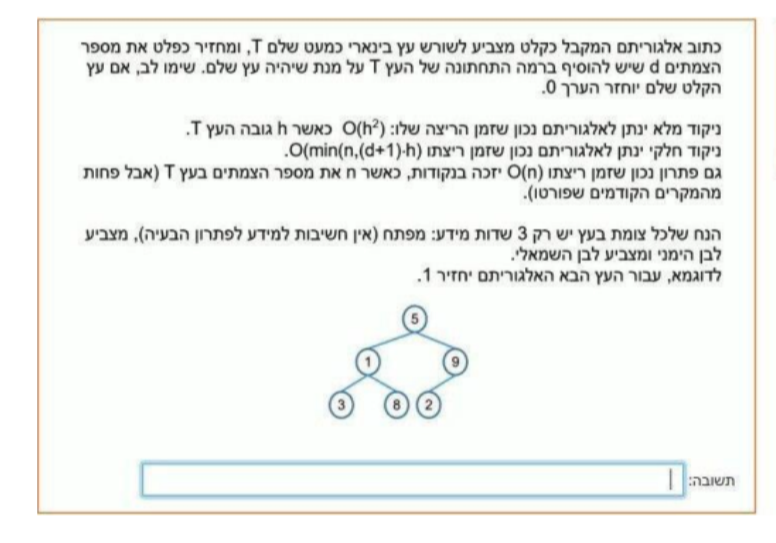 כתוב אלגוריתם המקבל כקלט מצביע לשורש עץ בינארי כמעט שלם T, ומחזיר כפלט את מספר
הצמתים d שיש להוסיף ברמה התחתונה של העץ T על מנת שיהיה עץ שלם. שימו לב, אם עץ
הקלט שלם יוחזר הערך 0.
ניקוד מלא ינתן לאלגוריתם נכון שזמן הריצה שלו: O(h²) כאשר h גובה העץ T.
ניקוד חלקי ינתן לאלגוריתם נכון שזמן ריצתו O(min(n,(d+1)·h).
גם פתרון נכון שזמן ריצתו O(n) יזכה בנקודות, כאשר n את מספר הצמתים בעץ T (אבל פחות
מהמקרים הקודמים שפורטו).
הנח שלכל צומת בעץ יש רק 3 שדות מידע: מפתח (אין חשיבות למידע לפתרון הבעיה), מצביע
לבן הימני ומצביע לבן השמאלי.
לדוגמא, עבור העץ הבא האלגוריתם יחזיר 1.
5
1 9
3 8 2
תשובה: